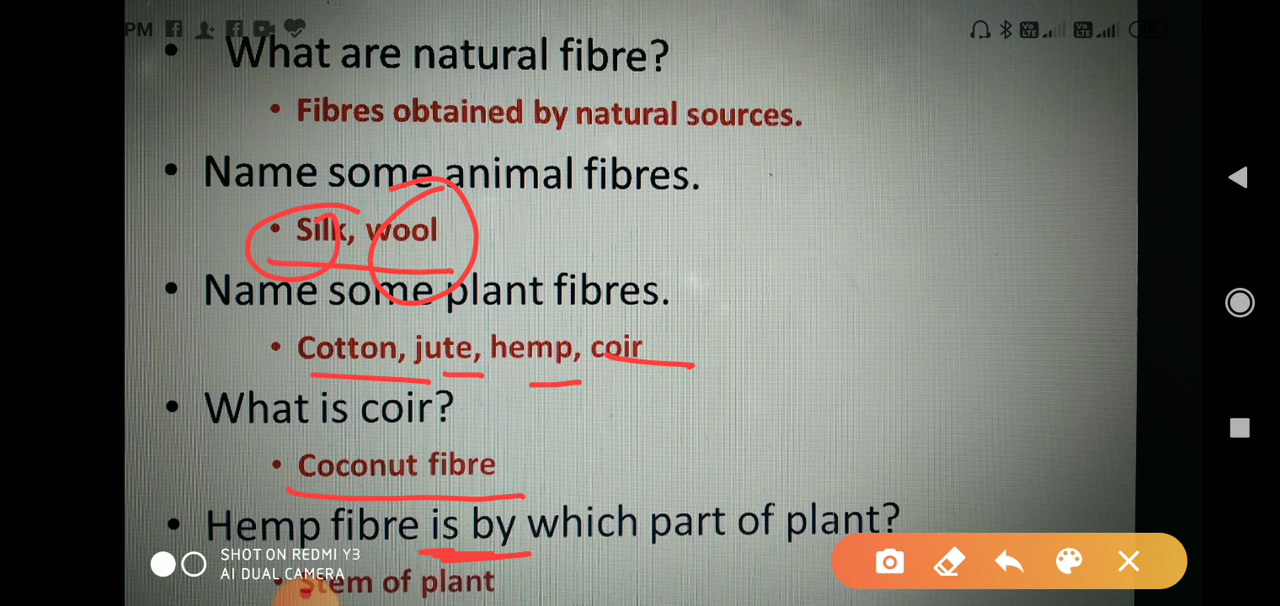 PM
• What are natural fibre?
• Fibres obtained by natural sources.
• Name some animal fibres.
• Silk, wool
• Name some plant fibres.
• Cotton, jute, hemp, coir
• What is coir?
• Coconut fibre
• Hemp fibre is by which part of plant?
SHOT ON REDMI Y3
AI DUAL CAMERA
• Stem of plant